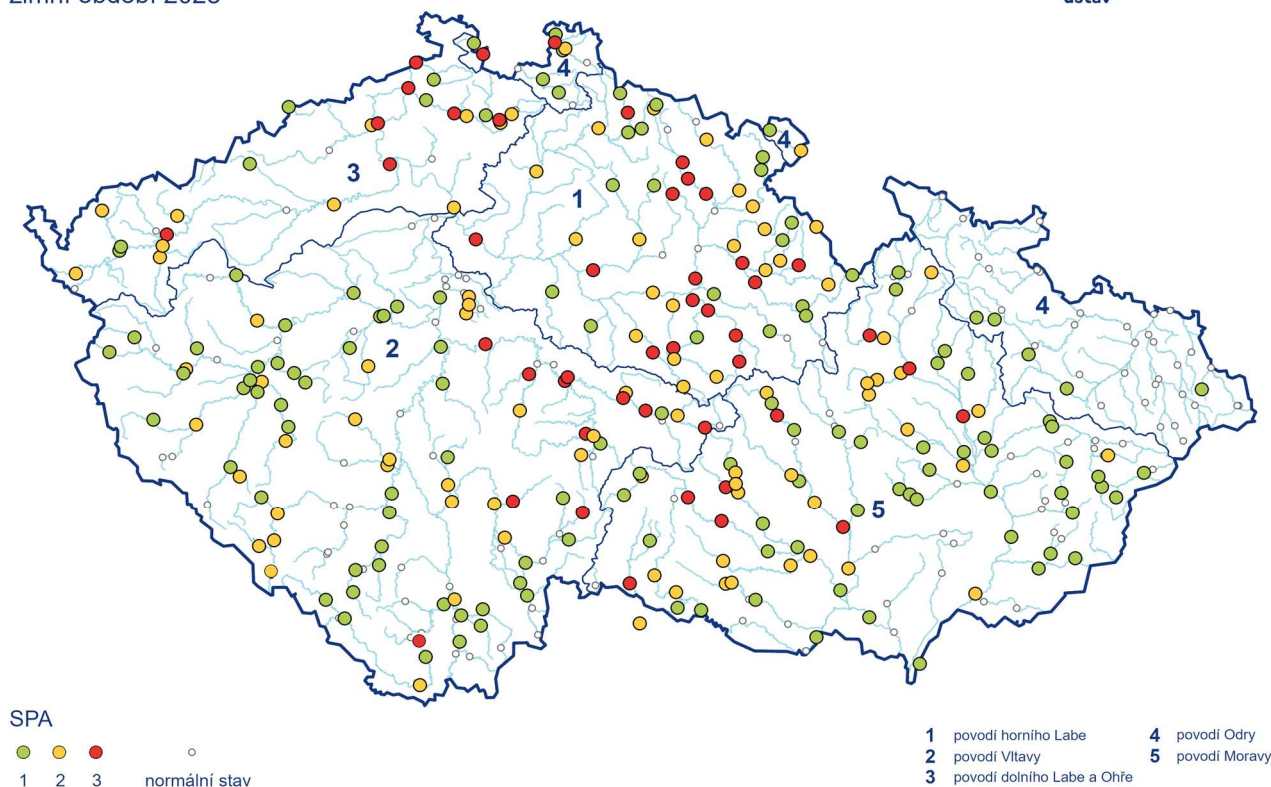 4
4
3
1
4
2
5
SPA
1 2 3 normální stav
1 povodí horního Labe
2 povodí Vltavy
3 povodí dolního Labe a Ohře
4 povodí Odry
5 povodí Moravy